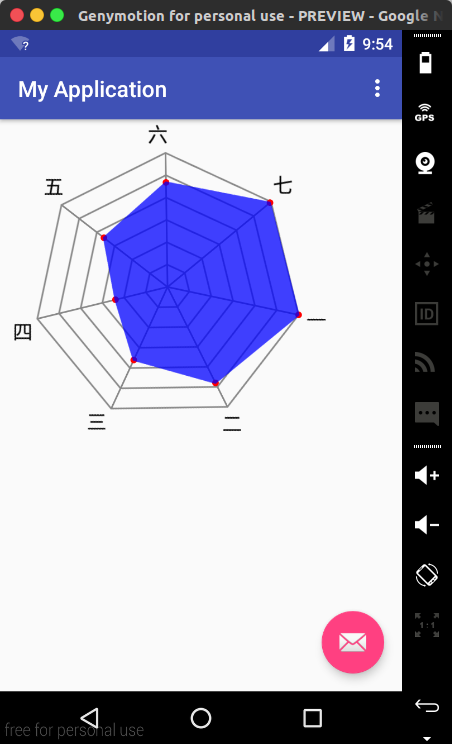 Genymotion for personal use - PREVIEW - Google N
9:54
My Application
六
七
五
一
四
三
二
GPS
ID
1:1
free for personal use